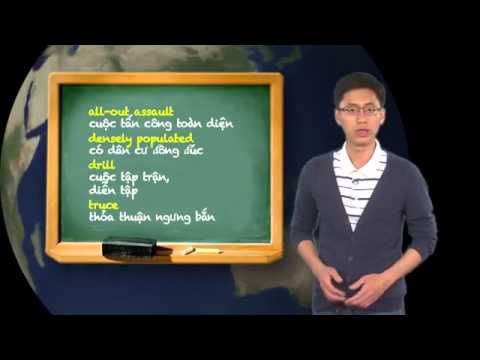 all-out assault
cuộc tấn công toàn diện
densely populated
có dân cư đông đúc
drill
cuộc tập trận,
diễn tập
truce
thỏa thuận ngưng bắn